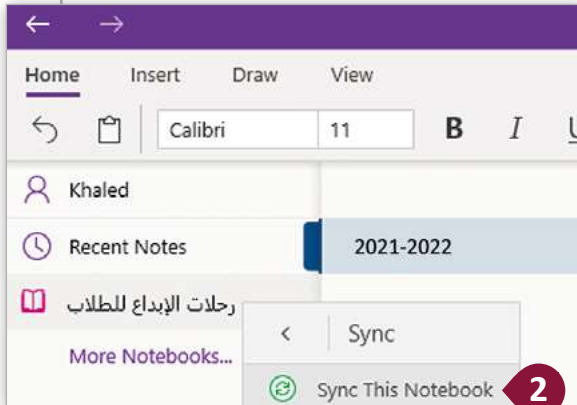 Home Insert Draw View
Calibri 11 B I U
Khaled
Recent Notes
2021-2022
رحلات الإبداع للطلاب
Sync
More Notebooks...
Sync This Notebook 2